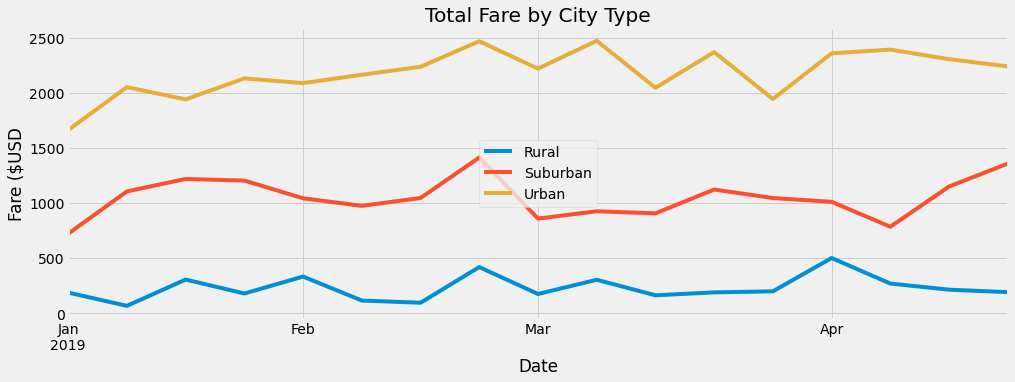 Total Fare by City Type
Fare ($USD
2500
2000
1500
1000
500
0
Rural
Suburban
Urban
Jan
2019
Feb
Mar
Apr
Date